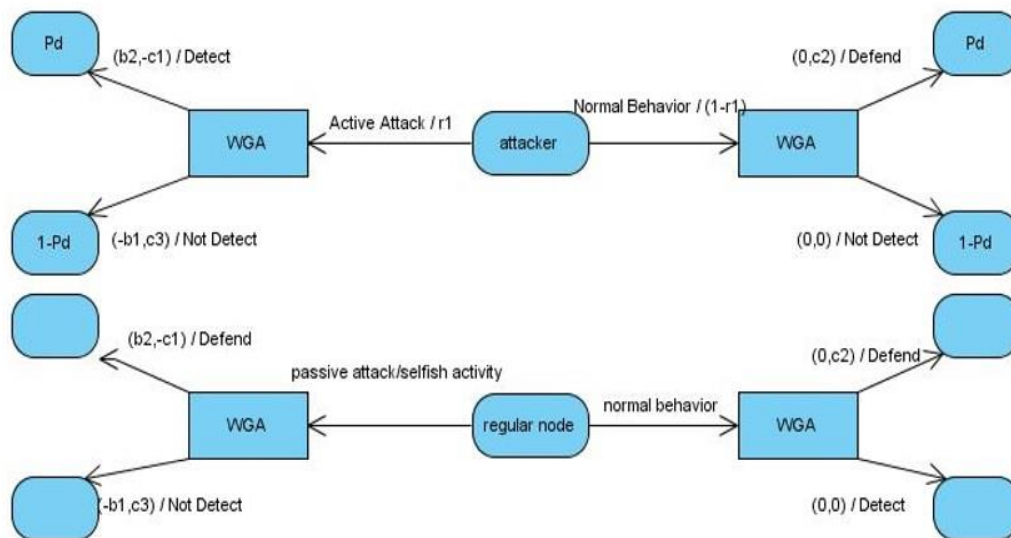 Pd
(b2,-c1) / Detect
(0,c2) / Defend
Pd
Active Attack / r1
Normal Behavior / (1-r1)
WGA
attacker
WGA
1-Pd
(-b1,c3) / Not Detect
(0,0) / Not Detect
1-Pd
(b2,-c1) / Defend
(0,c2) / Defend
passive attack/selfish activity
normal behavior
WGA
regular node
WGA
(-b1,c3) / Not Detect
(0,0) / Detect